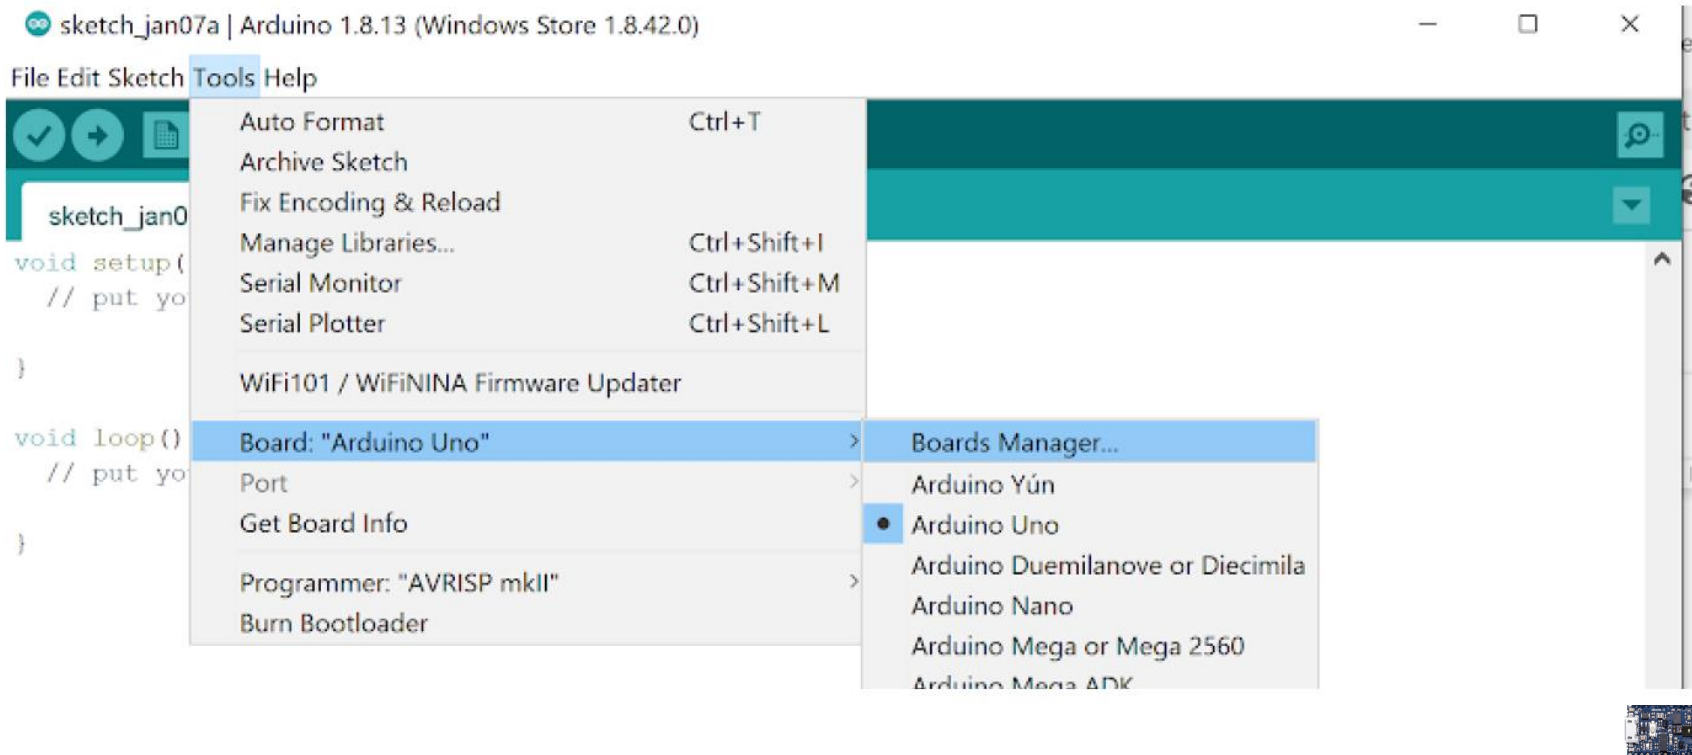 sketch_jan07a | Arduino 1.8.13 (Windows Store 1.8.42.0)
File Edit Sketch Tools Help
Auto Format Ctrl+T
Archive Sketch
Fix Encoding & Reload
sketch_jan0
Manage Libraries... Ctrl+Shift+I
void setup(
Serial Monitor Ctrl+Shift+M
// put yo
Serial Plotter Ctrl+Shift+L
}
WiFi101 / WiFiNINA Firmware Updater
void loop()
Board: "Arduino Uno" Boards Manager...
// put yo
Port Arduino Yún
Get Board Info Arduino Uno
}
Arduino Duemilanove or Diecimila
Programmer: "AVRISP mkII"
Arduino Nano
Burn Bootloader
Arduino Mega or Mega 2560
Arduino Mega ADK